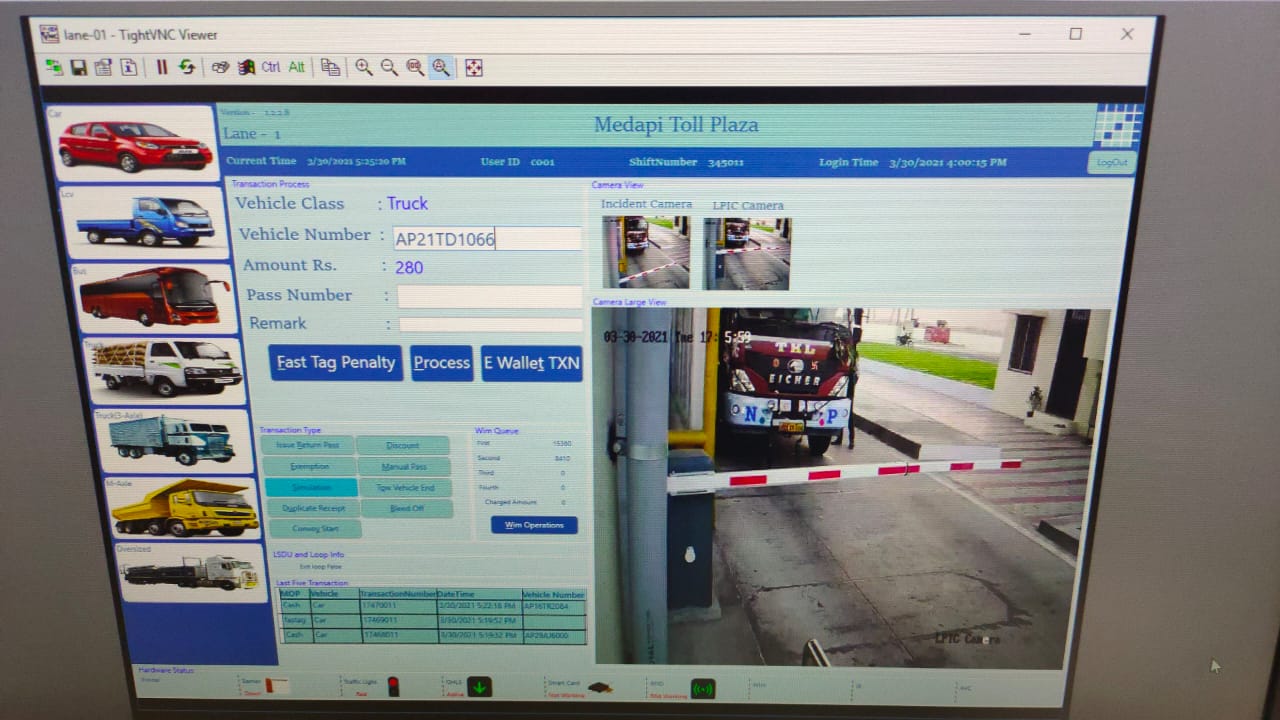 lane-01 - TightVNC Viewer
Ctrl Alt
Car
Version - 1.2.2.8
Lane - 1
Medapi Toll Plaza
Current Time 3/30/2021 5:25:20 PM User ID c001 ShiftNumber 345011 Login Time 3/30/2021 4:00:15 PM LogOut
Transaction Process
Vehicle Class : Truck
Vehicle Number : AP21TD1066
Amount Rs. : 280
Pass Number :
Remark :
Fast Tag Penalty Process E Wallet TXN
Camera View
Incident Camera LPIC Camera
Camera Large View
03-30-2021 Tue 17: 5:59
TKL
EICHER
N P
LPIC Camera
Lcv
Bus
Truck
Truck(3-Axle)
M-Axle
Oversized
Transaction Type
Issue Return Pass Discount
Exemption Manual Pass
Simulation Tow Vehicle End
Duplicate Receipt Bleed Off
Convoy Start
Wim Queue
First 15360
Second 8410
Third 0
Fourth 0
Charged Amount 0
Wim Operations
LSDU and Loop Info
Exit loop False
Last Five Transaction
MOP Vehicle TransactionNumber DateTime Vehicle Number
Cash Car 17470011 3/30/2021 5:22:18 PM AP16TR2084
fastag Car 17469011 3/30/2021 5:19:52 PM
Cash Car 17468011 3/30/2021 5:19:32 PM AP28AJ6000
Hardware Status
Printer
Barrier
Down
Traffic Light
Red
OHLS
Active
Smart Card
Not Working
RFID
Not Working
WIM
AVC